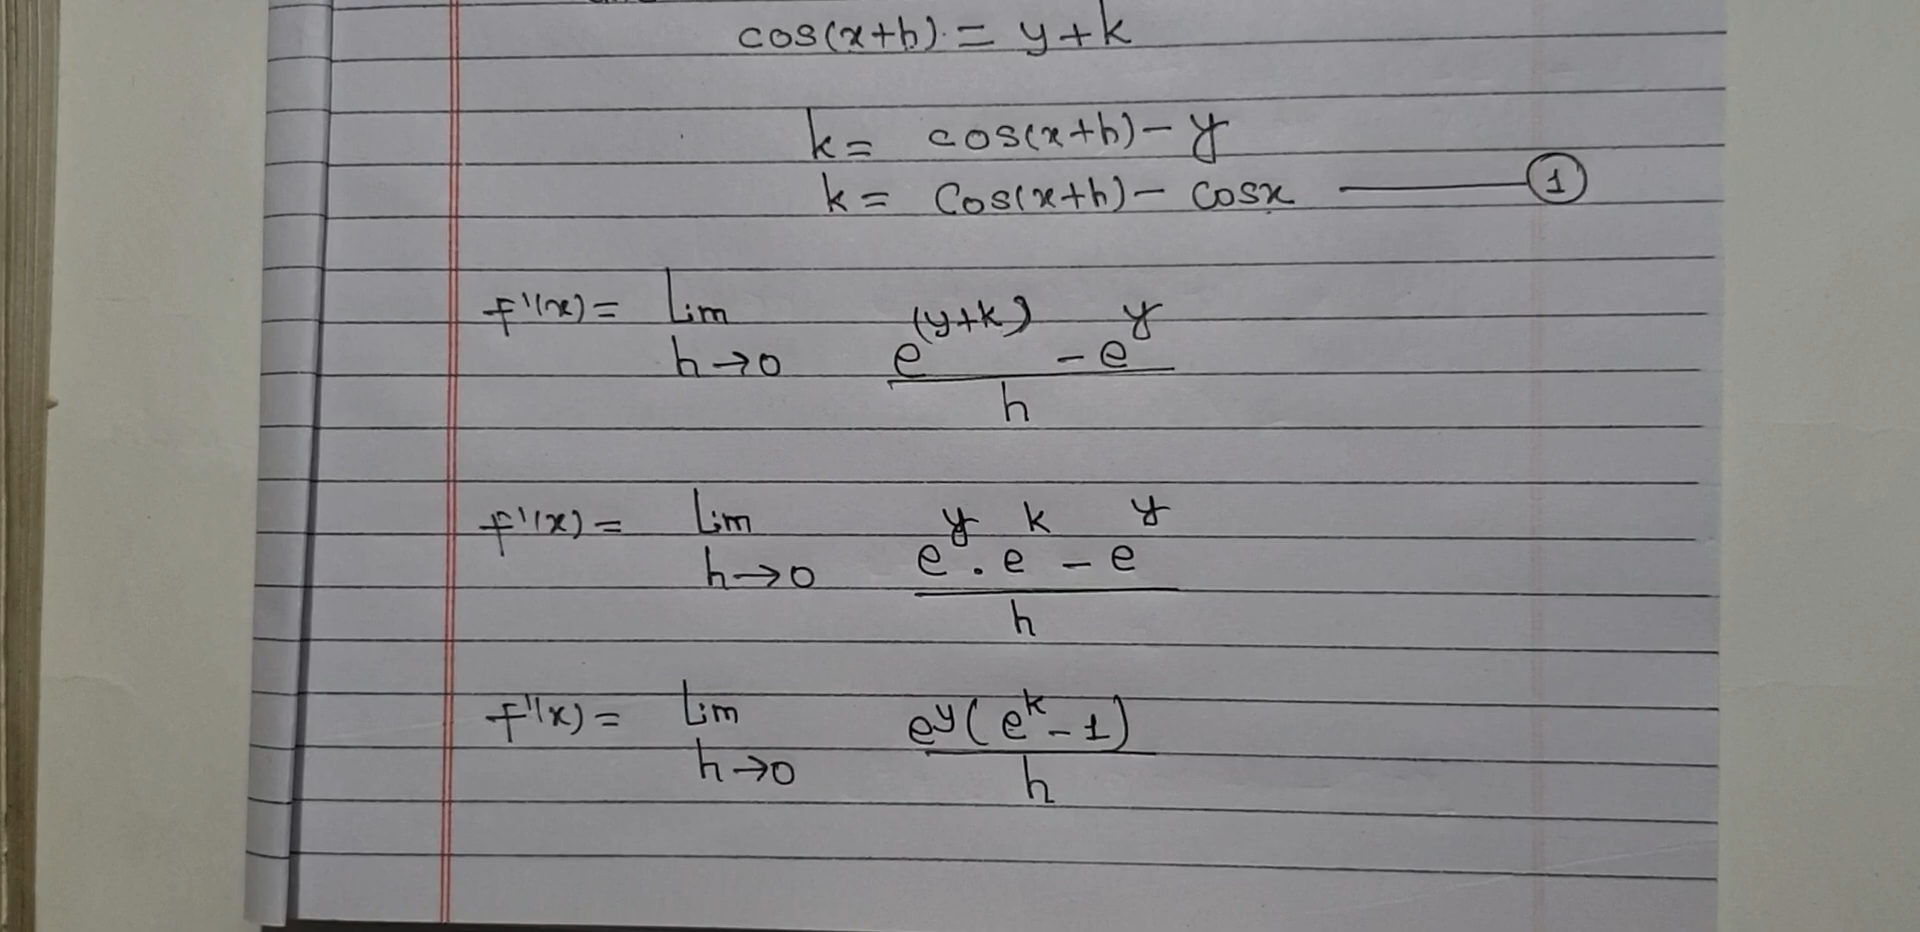 cos(x+h) = y+k
k = cos(x+h) - y
k = Cos(x+h) - Cosx ——— ①
f'(x) = Lim h→0 (e^(y+k) - e^y)/h
f'(x) = Lim h→0 (e^y . e^k - e^y)/h
f'(x) = Lim h→0 e^y(e^k - 1)/h